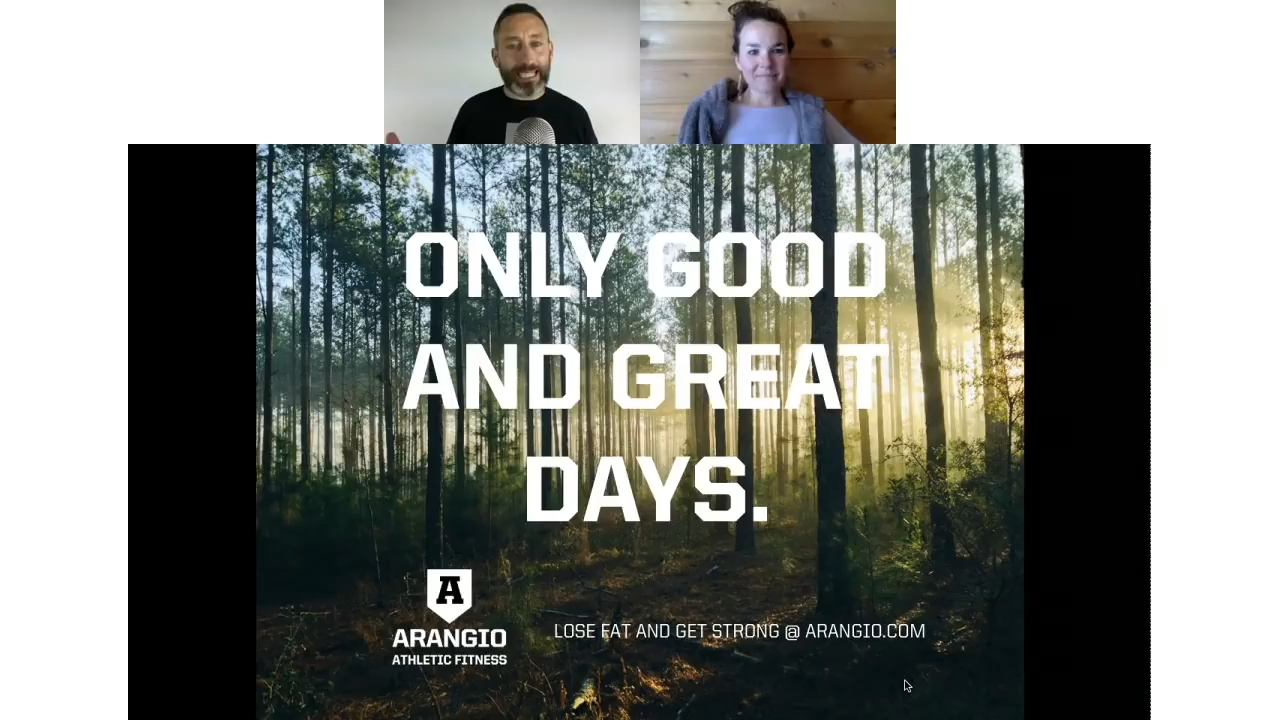 ONLY GOOD
AND GREAT
DAYS.
A
ARANGIO
ATHLETIC FITNESS
LOSE FAT AND GET STRONG @ ARANGIO.COM